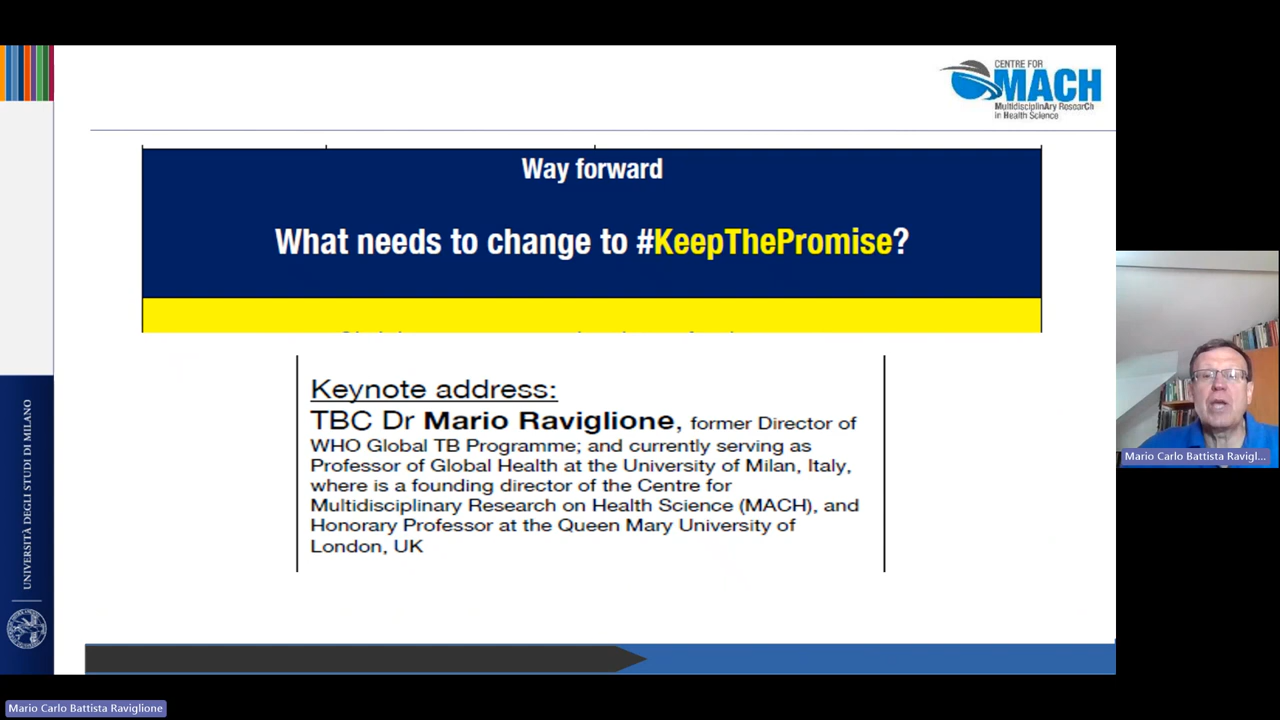 CENTRE FOR
MACH
MultidisciplinAry ResearCh
in Health Science
Way forward
What needs to change to #KeepThePromise?
Keynote address:
TBC Dr Mario Raviglione, former Director of
WHO Global TB Programme; and currently serving as
Professor of Global Health at the University of Milan, Italy,
where is a founding director of the Centre for
Multidisciplinary Research on Health Science (MACH), and
Honorary Professor at the Queen Mary University of
London, UK
UNIVERSITÀ DEGLI STUDI DI MILANO
Mario Carlo Battista Ravigl...
Mario Carlo Battista Raviglione